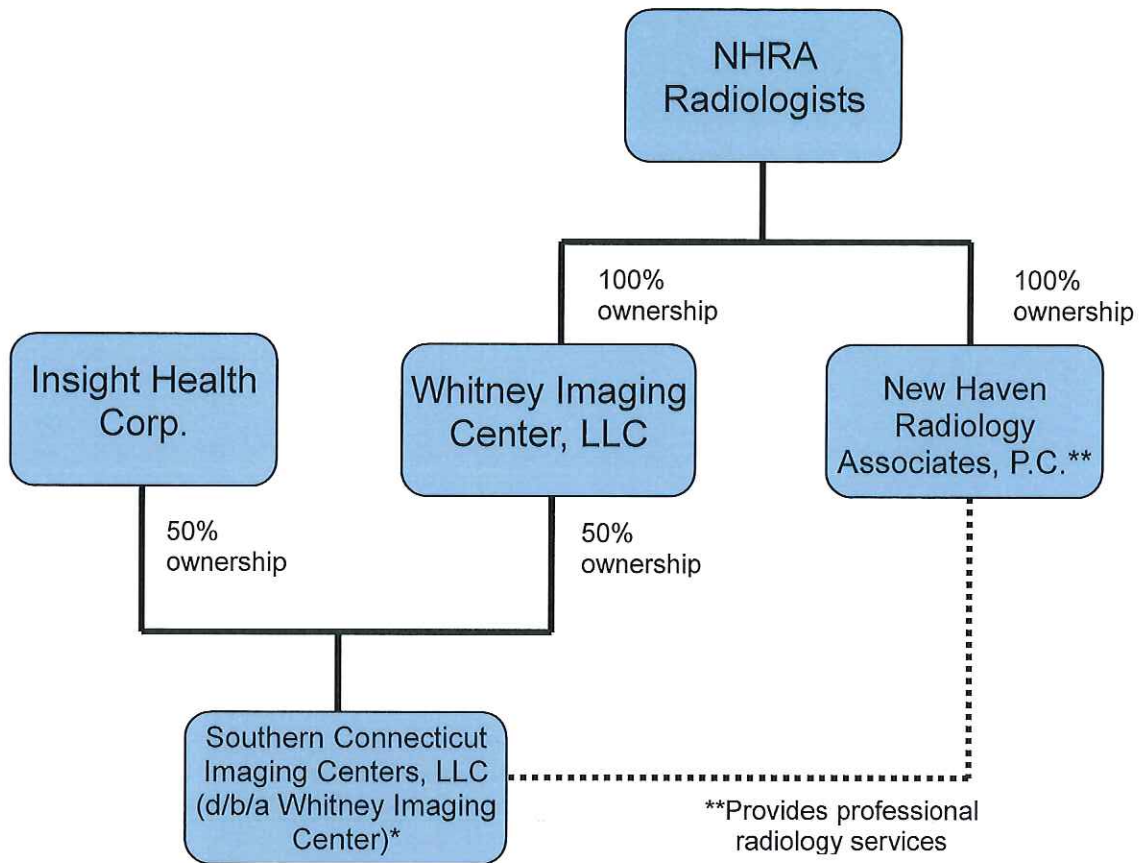 NHRA
Radiologists
100%
ownership
100%
ownership
Insight Health
Corp.
Whitney Imaging
Center, LLC
New Haven
Radiology
Associates, P.C.**
50%
ownership
50%
ownership
Southern Connecticut
Imaging Centers, LLC
(d/b/a Whitney Imaging
Center)*
**Provides professional
radiology services